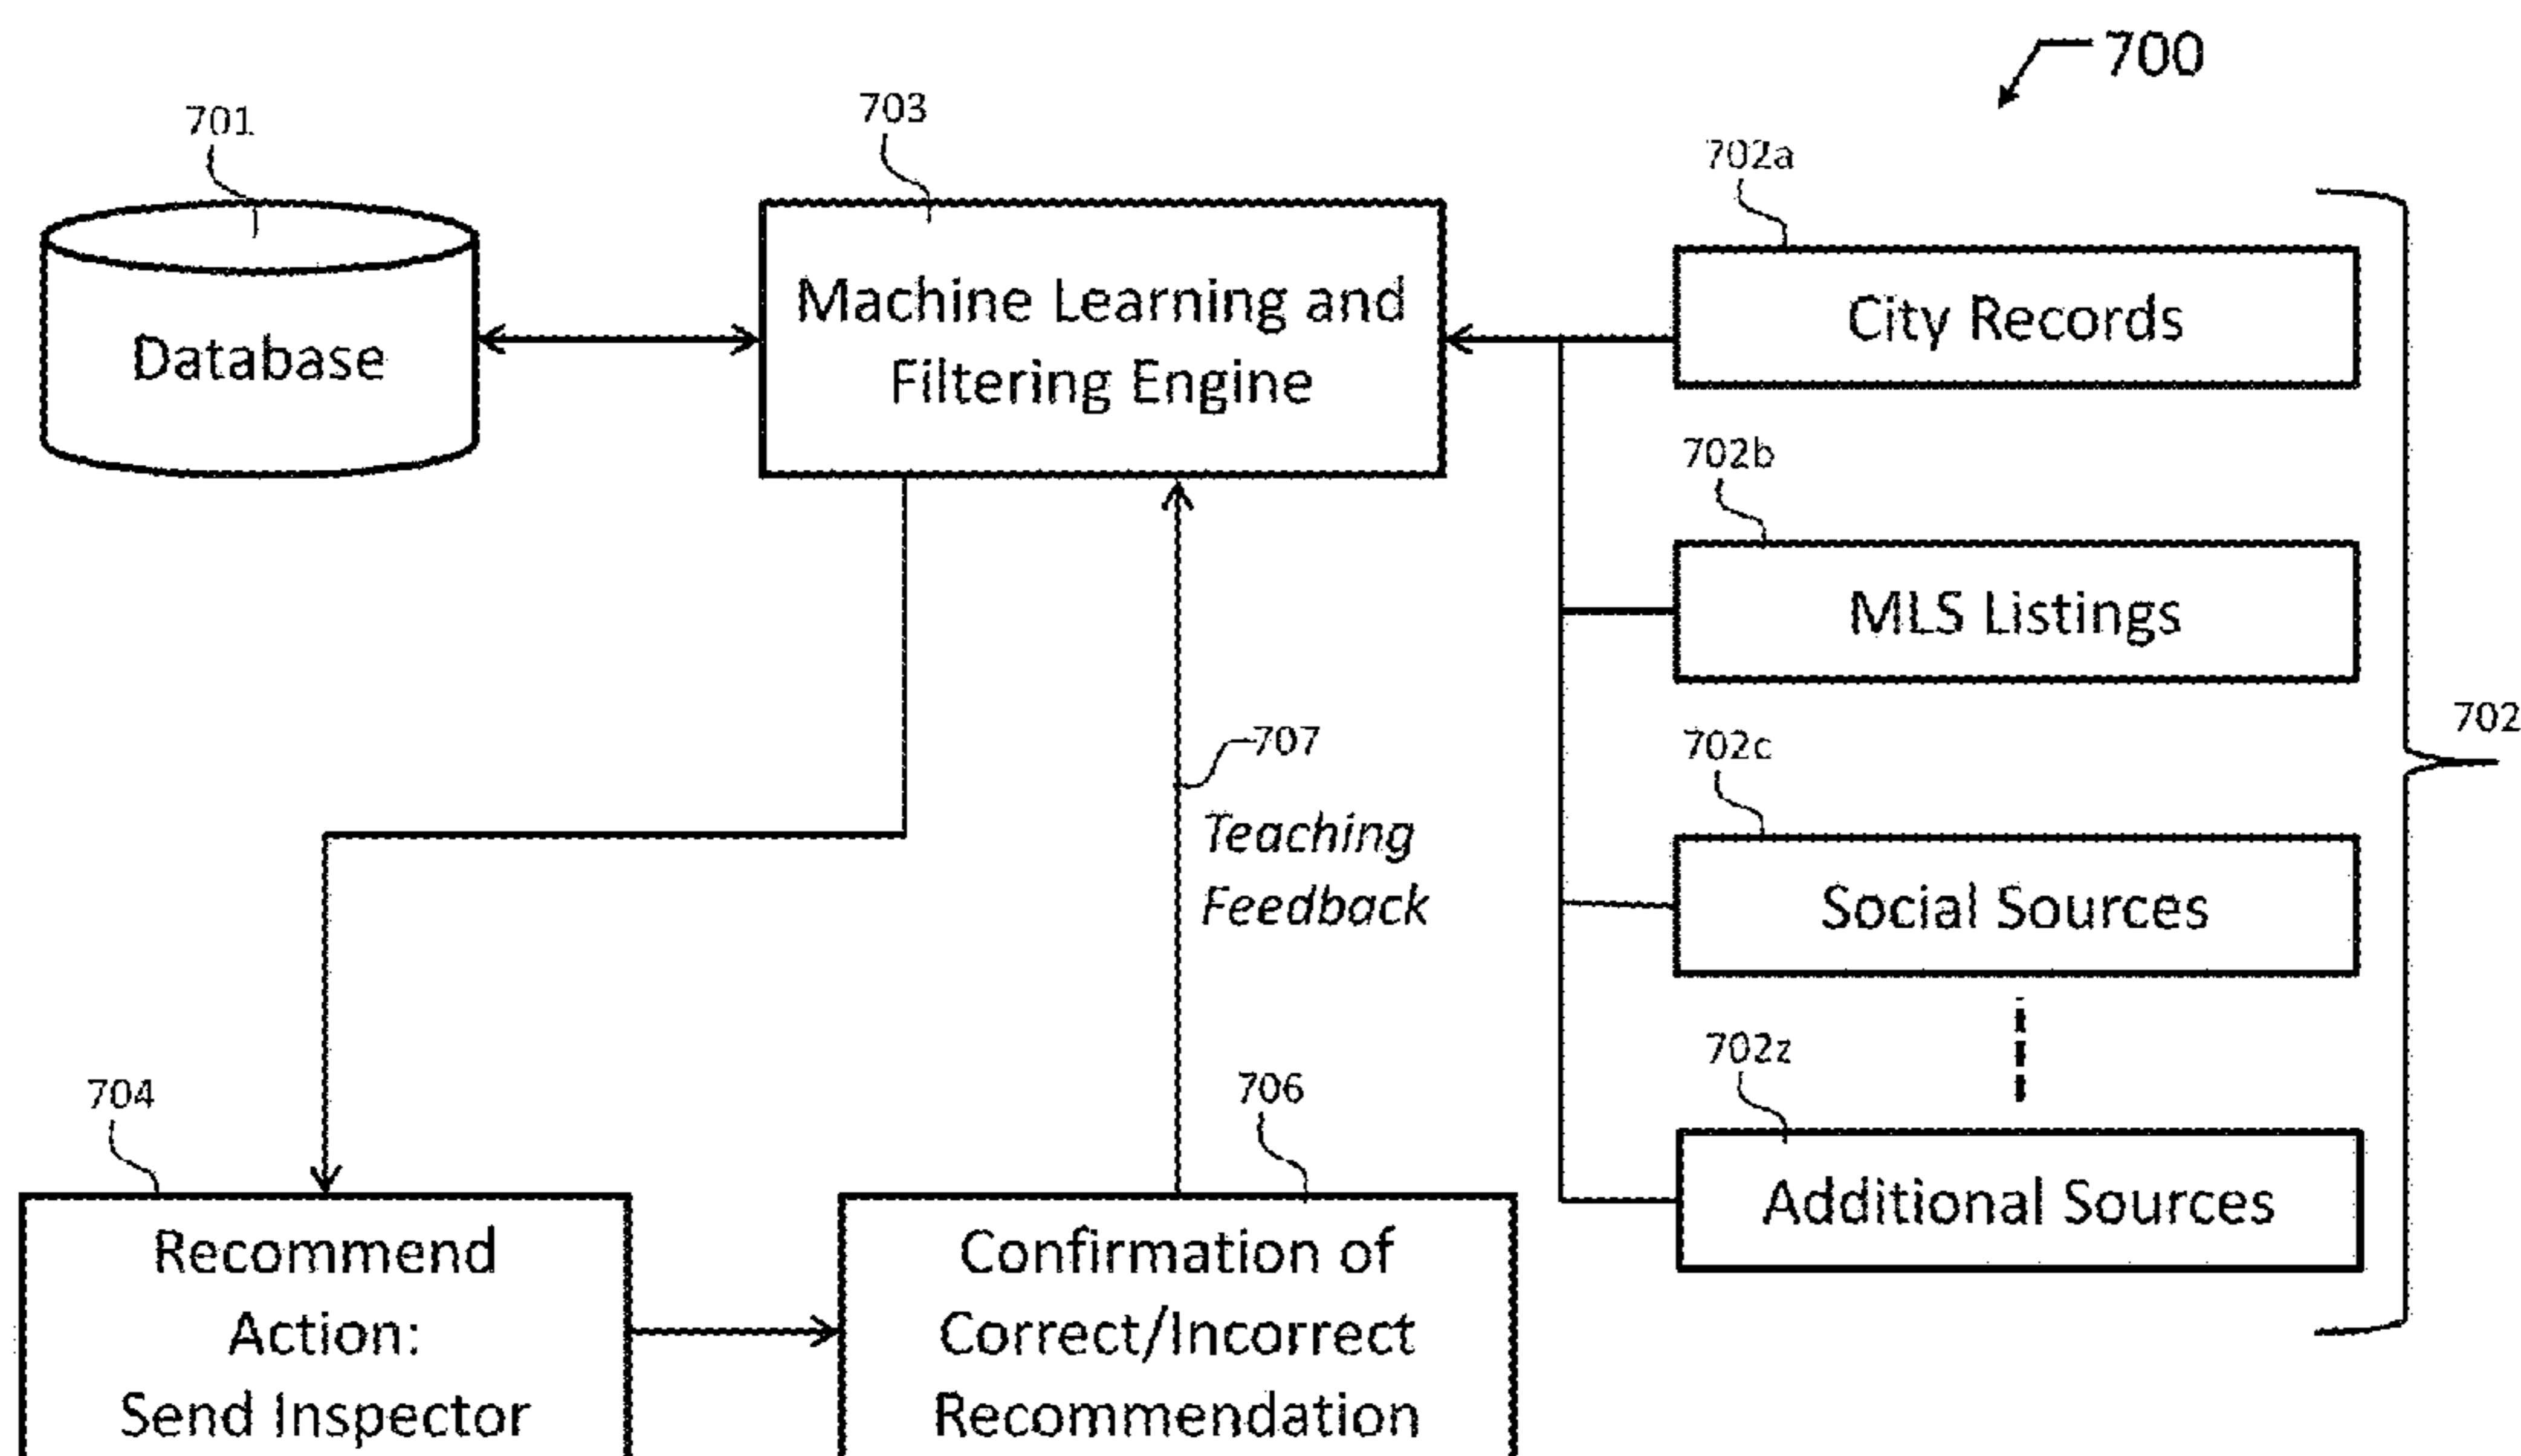 700
701
703
702a
Database
Machine Learning and
Filtering Engine
City Records
702b
MLS Listings
702
707
Teaching
Feedback
702c
Social Sources
702z
Additional Sources
704
Recommend
Action:
Send Inspector
706
Confirmation of
Correct/Incorrect
Recommendation